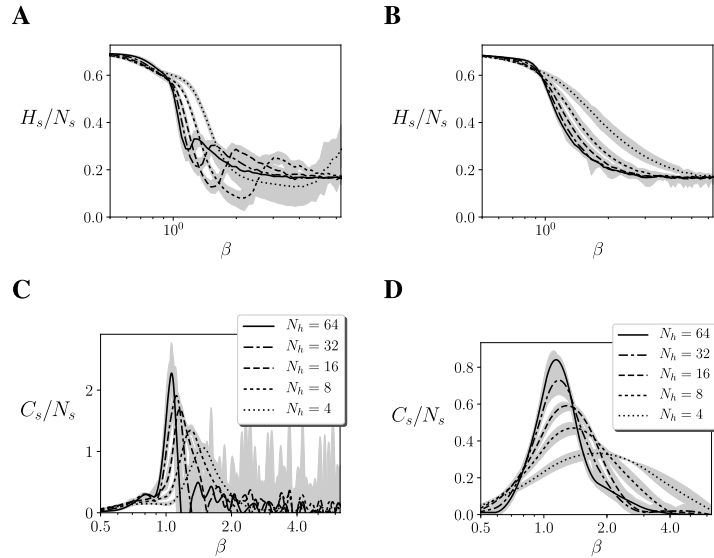 A
B
0.6
0.4
0.2
0.0
H_s/N_s
10^0
β
0.6
0.4
0.2
0.0
H_s/N_s
10^0
β
C
D
N_h = 64
N_h = 32
N_h = 16
N_h = 8
N_h = 4
2
1
0
C_s/N_s
0.5
1.0
2.0
4.0
β
N_h = 64
N_h = 32
N_h = 16
N_h = 8
N_h = 4
0.8
0.6
0.4
0.2
0.0
C_s/N_s
0.5
1.0
2.0
4.0
β